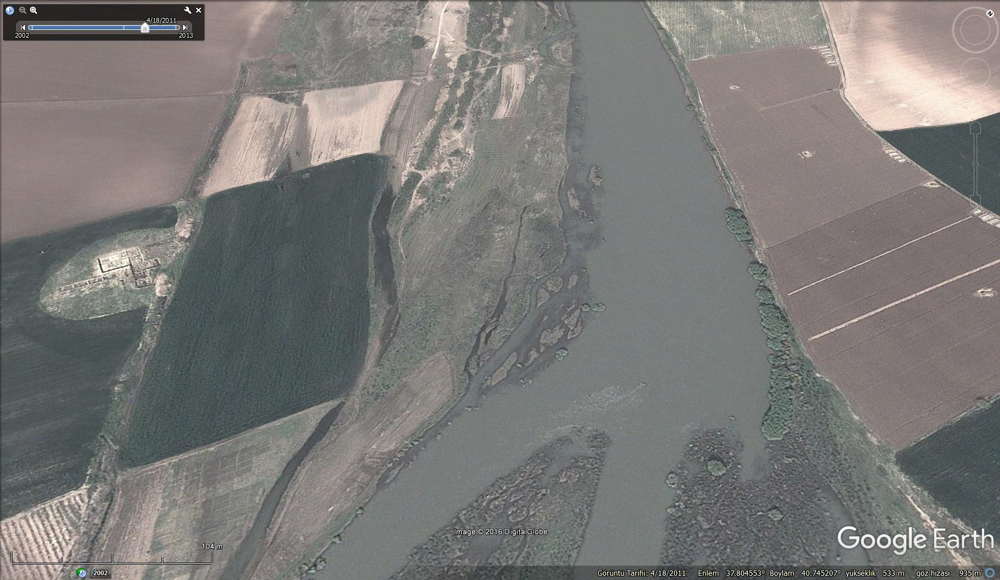 4/18/2011
2002
2013
Image © 2016 DigitalGlobe
Google Earth
104 m
2002
Görüntü Tarihi: 4/18/2011 Enlem 37.804553° Boylam 40.745207° yükseklik 533 m göz hizası 935 m
N